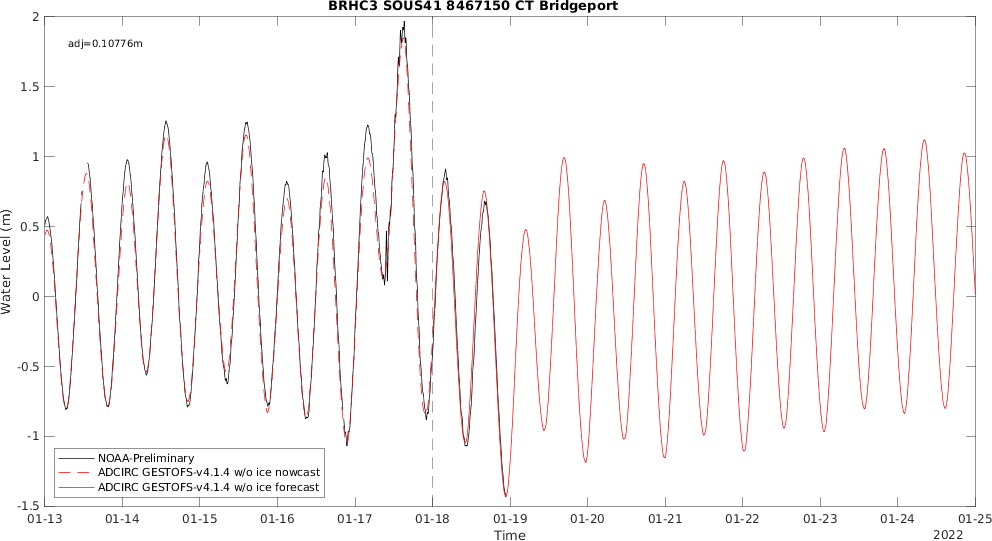 BRHC3 SOUS41 8467150 CT Bridgeport
adj=0.10776m
2
1.5
1
0.5
0
-0.5
-1
-1.5
Water Level (m)
NOAA-Preliminary
ADCIRC GESTOFS-v4.1.4 w/o ice nowcast
ADCIRC GESTOFS-v4.1.4 w/o ice forecast
01-13 01-14 01-15 01-16 01-17 01-18 01-19 01-20 01-21 01-22 01-23 01-24 01-25
Time
2022